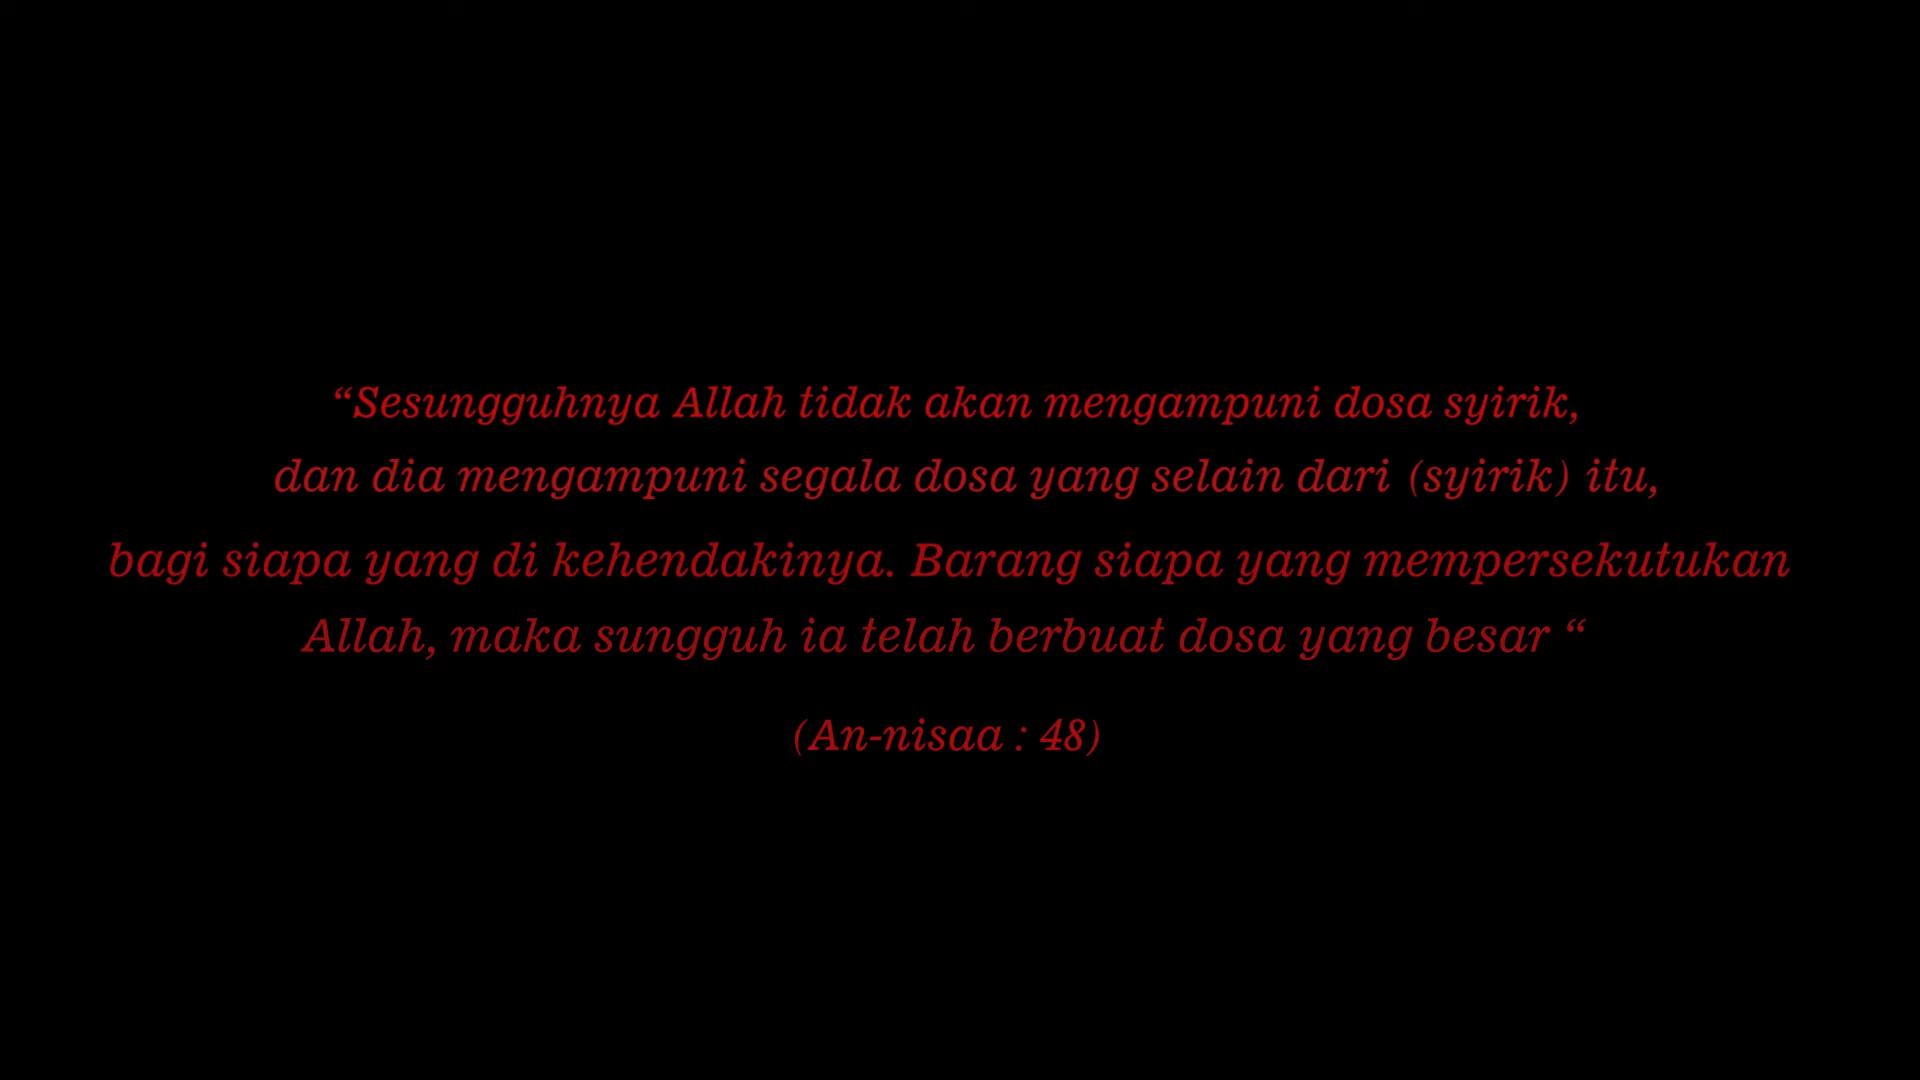 “Sesungguhnya Allah tidak akan mengampuni dosa syirik,
dan dia mengampuni segala dosa yang selain dari (syirik) itu,
bagi siapa yang di kehendakinya. Barang siapa yang mempersekutukan
Allah, maka sungguh ia telah berbuat dosa yang besar “
(An-nisaa : 48)